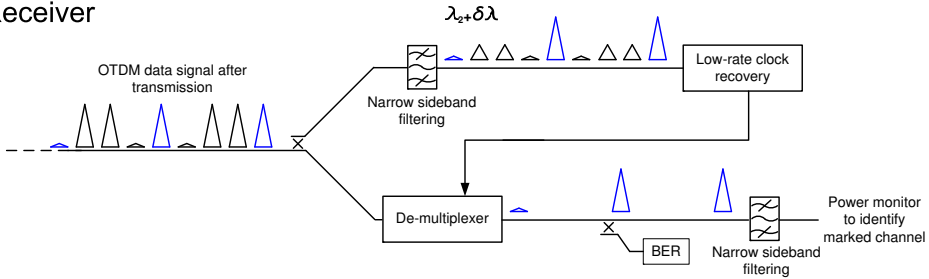 eceiver
λ₂+δλ
OTDM data signal after
transmission
Narrow sideband
filtering
Low-rate clock
recovery
De-multiplexer
BER
Narrow sideband
filtering
Power monitor
to identify
marked channel